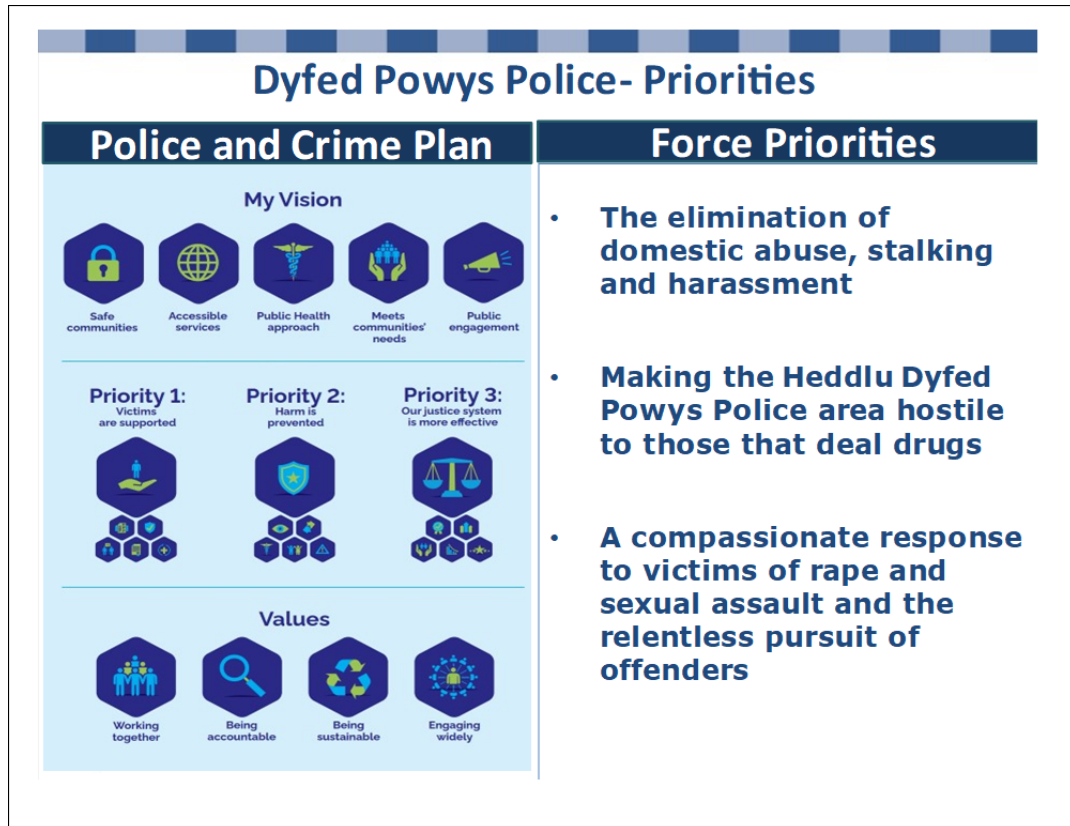 Dyfed Powys Police- Priorities
Police and Crime Plan
My Vision
Safe
communities
Accessible
services
Public Health
approach
Meets
communities'
needs
Public
engagement
Priority 1:
Victims
are supported
Priority 2:
Harm is
prevented
Priority 3:
Our justice system
is more effective
Values
Working
together
Being
accountable
Being
sustainable
Engaging
widely
Force Priorities
• The elimination of
domestic abuse, stalking
and harassment
• Making the Heddlu Dyfed
Powys Police area hostile
to those that deal drugs
• A compassionate response
to victims of rape and
sexual assault and the
relentless pursuit of
offenders